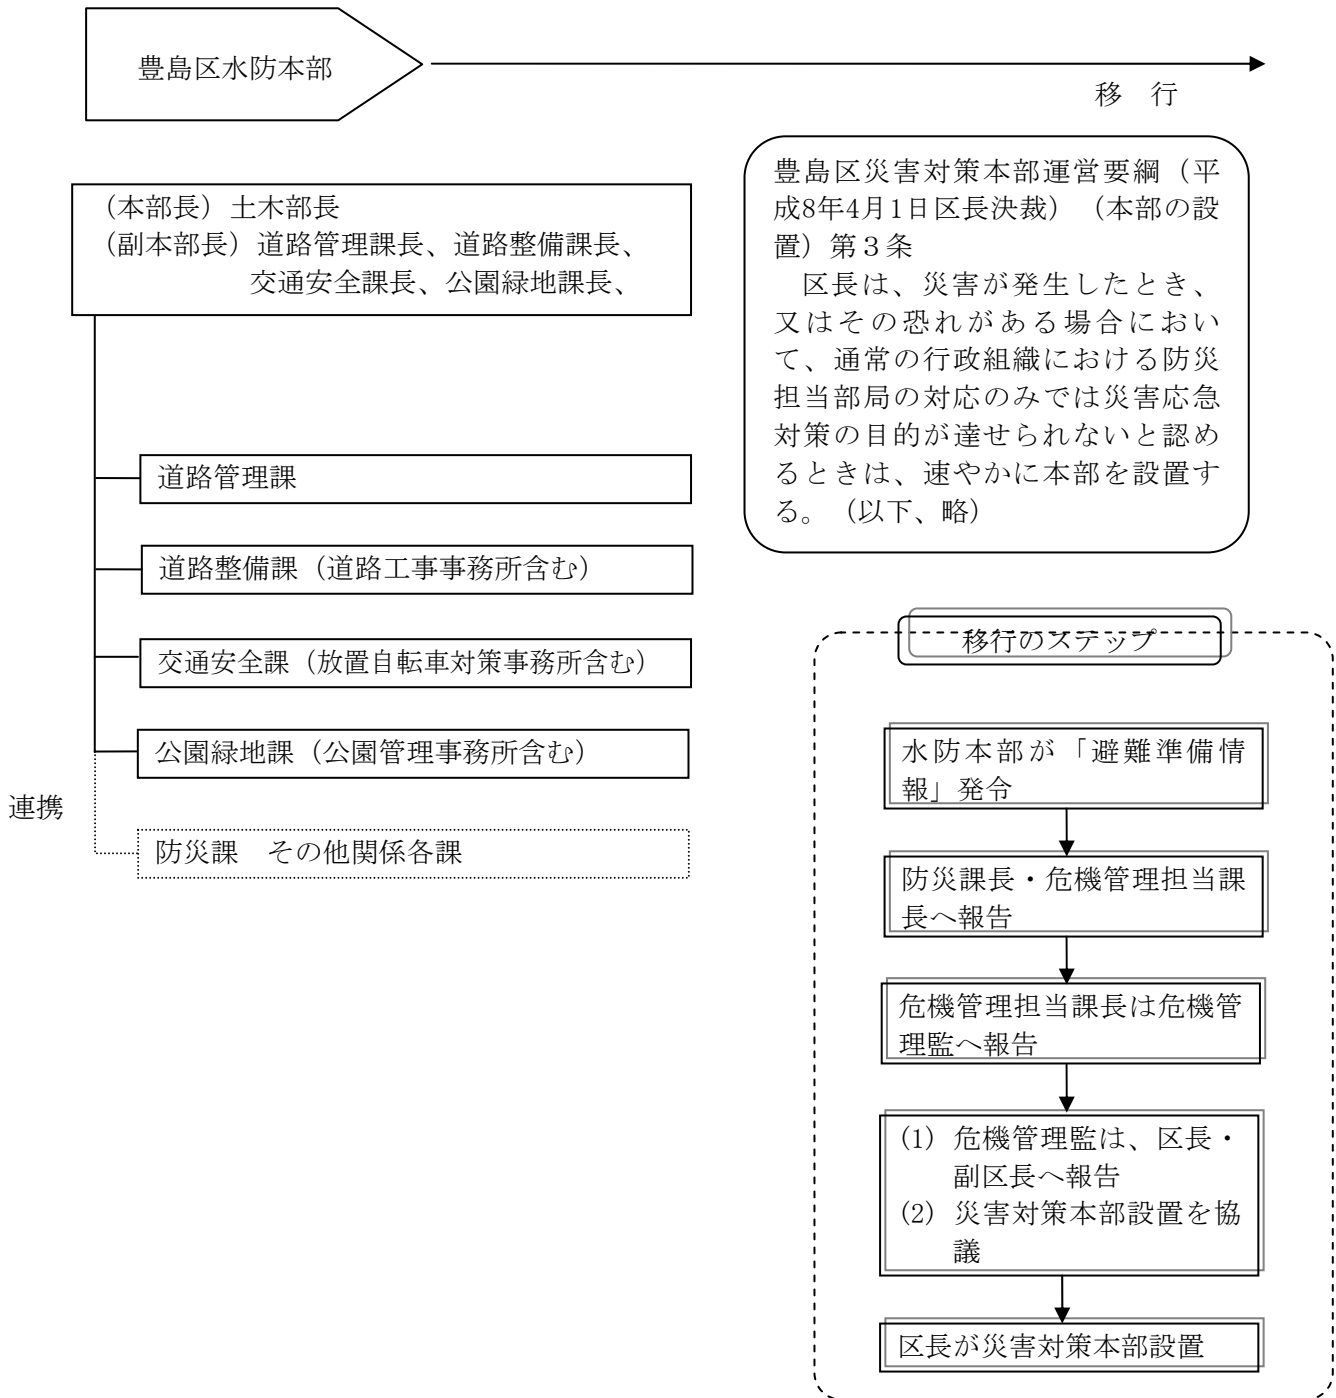 豊島区水防本部
移　行
（本部長）土木部長
（副本部長）道路管理課長、道路整備課長、
交通安全課長、公園緑地課長、
道路管理課
道路整備課（道路工事事務所含む）
交通安全課（放置自転車対策事務所含む）
公園緑地課（公園管理事務所含む）
連携
防災課　その他関係各課
豊島区災害対策本部運営要綱（平
成8年4月1日区長決裁）（本部の設
置）第３条
　区長は、災害が発生したとき、
又はその恐れがある場合におい
て、通常の行政組織における防災
担当部局の対応のみでは災害応急
対策の目的が達せられないと認め
るときは、速やかに本部を設置す
る。（以下、略）
移行のステップ
水防本部が「避難準備情
報」発令
防災課長・危機管理担当課
長へ報告
危機管理担当課長は危機管
理監へ報告
(1) 危機管理監は、区長・
副区長へ報告
(2) 災害対策本部設置を協
議
区長が災害対策本部設置